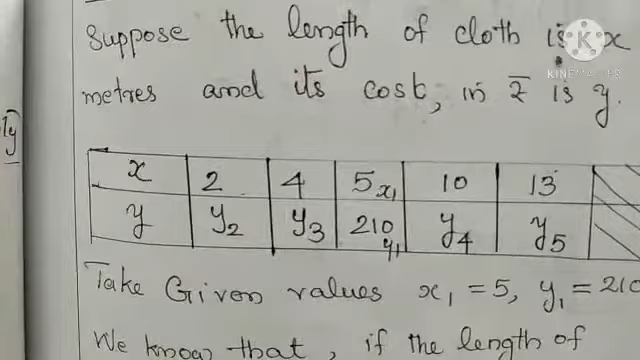 Suppose the length of cloth is x
metres and its cost, in ₹ is y.
ly
x 2 4 5 x1 10 13
y y2 y3 210 y1 y4 y5
Take Given values x1 = 5, y1 = 210
We know that, if the length of